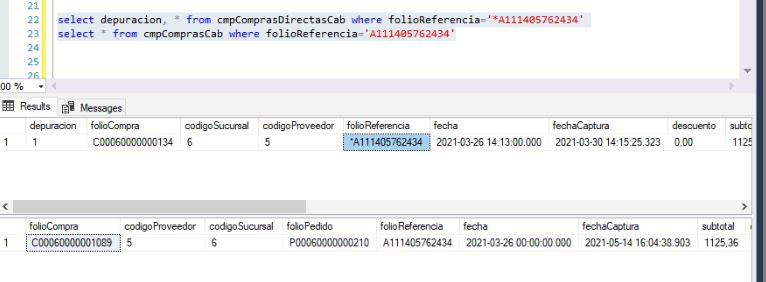 21
22 select depuracion, * from cmpComprasDirectasCab where folioReferencia='*A111405762434'
23 select * from cmpComprasCab where folioReferencia='A111405762434'
24
25
26
00 %
Results Messages
depuracion folioCompra codigoSucursal codigoProveedor folioReferencia fecha fechaCaptura descuento subto
1 1 C00060000000134 6 5 *A111405762434 2021-03-26 14:13:00.000 2021-03-30 14:15:25.323 0,00 1125
folioCompra codigoProveedor codigoSucursal folioPedido folioReferencia fecha fechaCaptura subtotal
1 C00060000001089 5 6 P00060000000210 A111405762434 2021-03-26 00:00:00.000 2021-05-14 16:04:38.903 1125,36